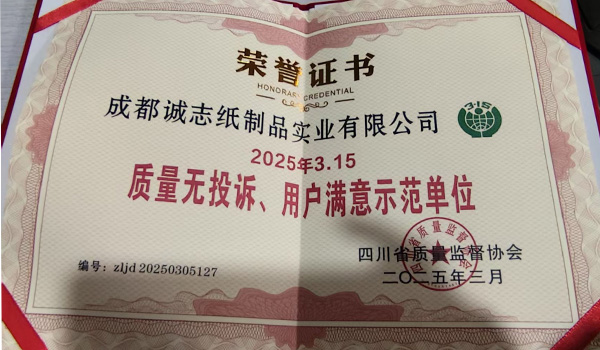 荣誉证书
HONORARY CREDENTIAL
成都诚志纸制品实业有限公司
3·15
2025年3.15
质量无投诉、用户满意示范单位
四川省质量监督协会
二〇二五年三月
编号：zljd 20250305127